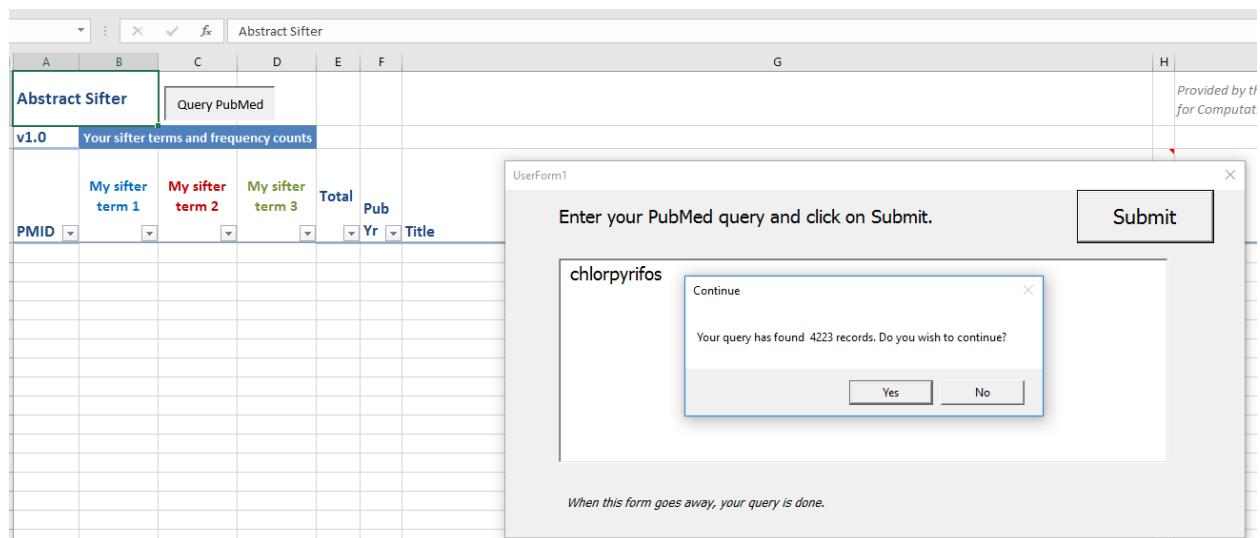 fx Abstract Sifter
A B C D E F G H
Abstract Sifter
Query PubMed
Provided by th
for Computat
v1.0
Your sifter terms and frequency counts
My sifter
term 1
My sifter
term 2
My sifter
term 3
Total
Pub
Yr
PMID
Title
UserForm1
Enter your PubMed query and click on Submit.
Submit
chlorpyrifos
Continue
Your query has found 4223 records. Do you wish to continue?
Yes No
When this form goes away, your query is done.